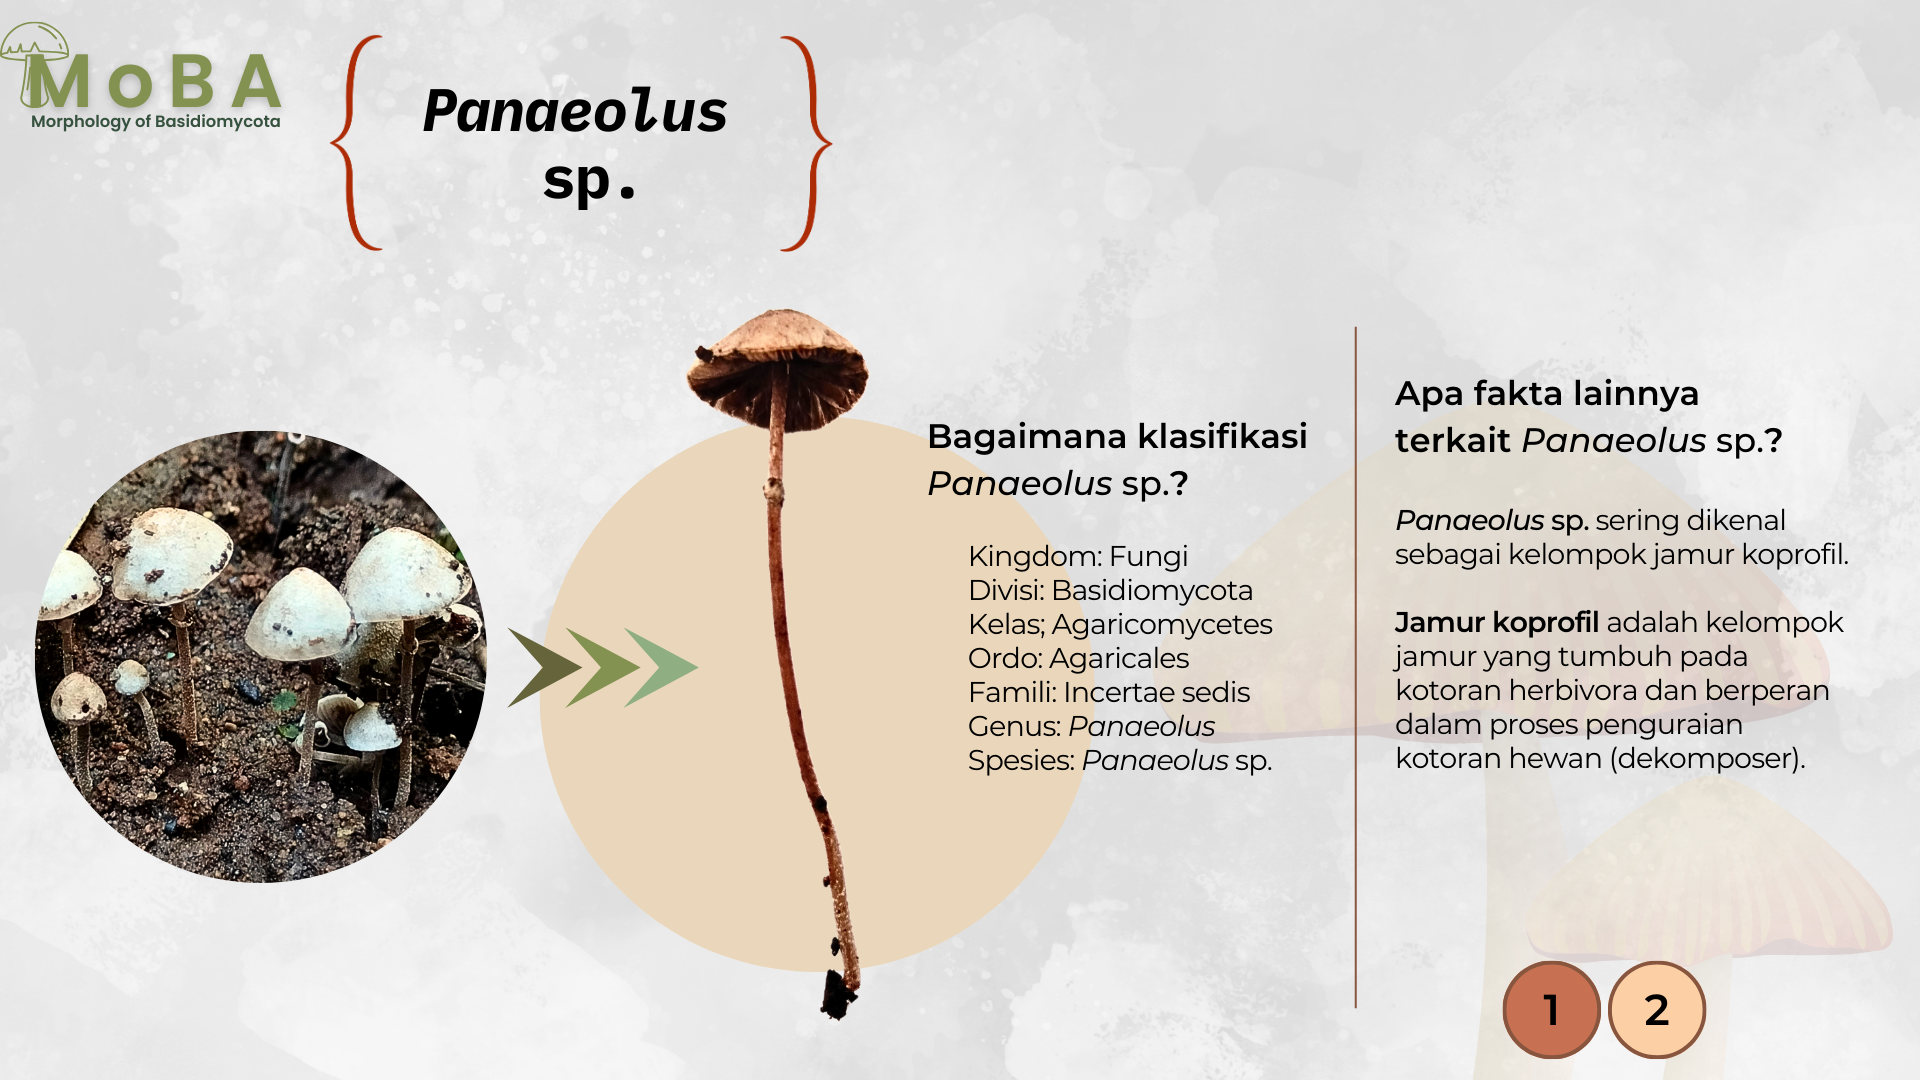 MoBA
Morphology of Basidiomycota
Panaeolus
sp.
Bagaimana klasifikasi
Panaeolus sp.?
Kingdom: Fungi
Divisi: Basidiomycota
Kelas; Agaricomycetes
Ordo: Agaricales
Famili: Incertae sedis
Genus: Panaeolus
Spesies: Panaeolus sp.
Apa fakta lainnya
terkait Panaeolus sp.?
Panaeolus sp. sering dikenal
sebagai kelompok jamur koprofil.
Jamur koprofil adalah kelompok
jamur yang tumbuh pada
kotoran herbivora dan berperan
dalam proses penguraian
kotoran hewan (dekomposer).
1 2